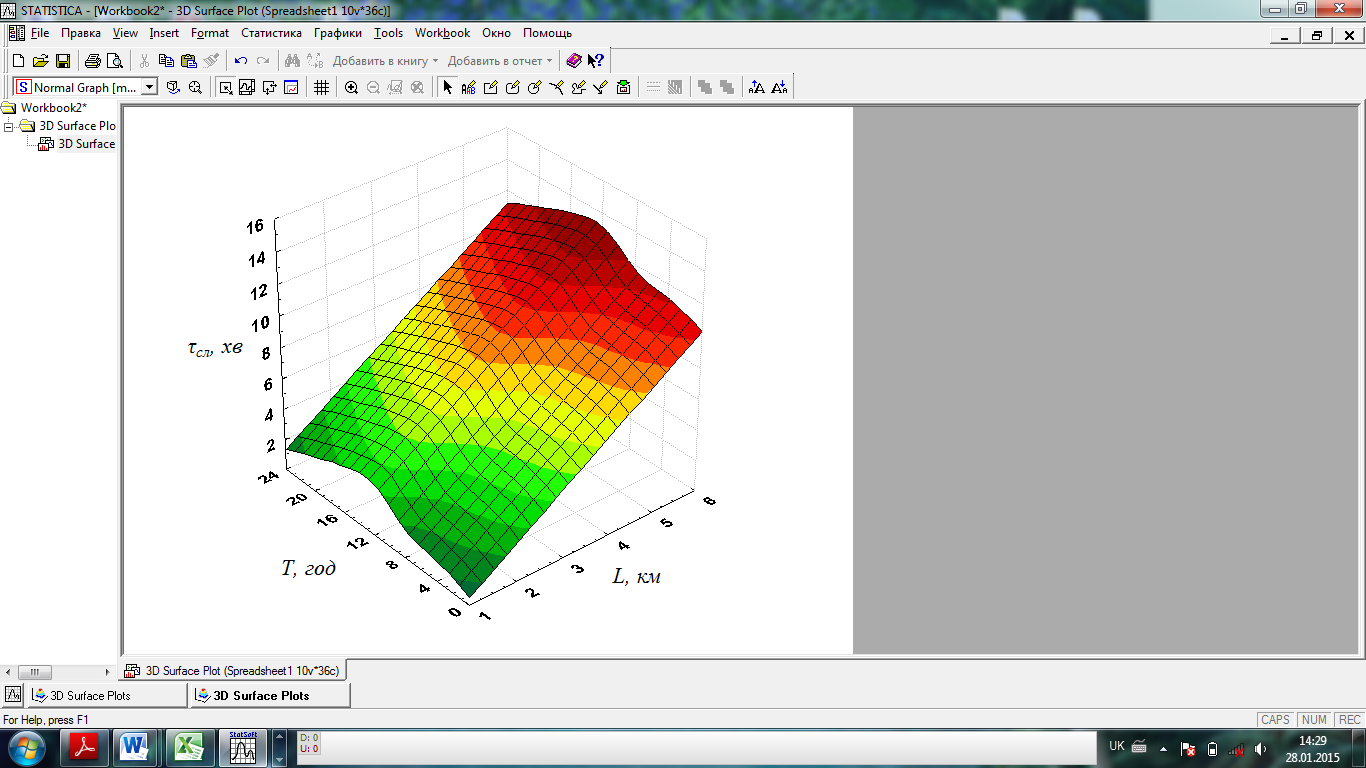 STATISTICA - [Workbook2* - 3D Surface Plot (Spreadsheet1 10v*36c)]
File Правка View Insert Format Статистика Графики Tools Workbook Окно Помощь
Добавить в книгу Добавить в отчет
Normal Graph [m...
Workbook2*
3D Surface Plo
3D Surface
16
14
12
10
8
6
4
2
τсл, хв
24
20
16
12
8
4
0
T, год
1
2
3
4
5
6
L, км
3D Surface Plot (Spreadsheet1 10v*36c)
3D Surface Plots
3D Surface Plots
For Help, press F1
CAPS NUM REC
StatSoft
D: 0
U: 0
UK
14:29
28.01.2015